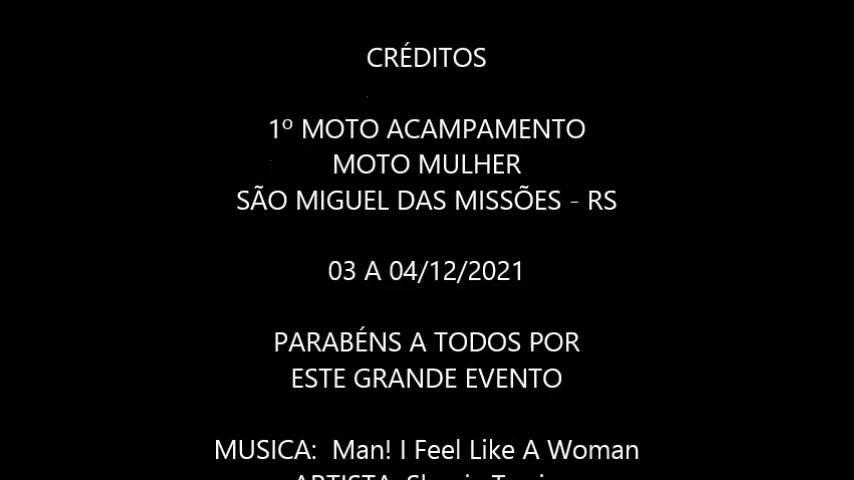 CRÉDITOS
1º MOTO ACAMPAMENTO
MOTO MULHER
SÃO MIGUEL DAS MISSÕES - RS
03 A 04/12/2021
PARABÉNS A TODOS POR
ESTE GRANDE EVENTO
MUSICA: Man! I Feel Like A Woman